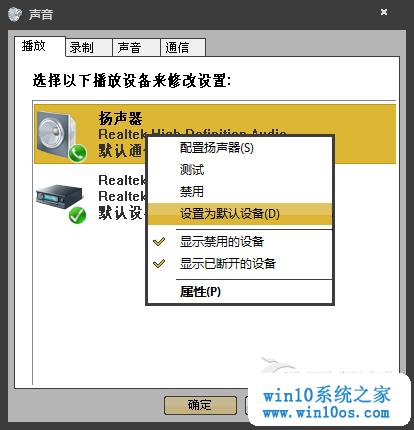 声音
播放 录制 声音 通信
选择以下播放设备来修改设置:
扬声器
Realtek High Definition Audio
默认通
Realtek
Realtek
默认设
配置扬声器(S)
测试
禁用
设置为默认设备(D)
显示禁用的设备
显示已断开的设备
属性(P)
确定
win10系统之家
www.win10os.com